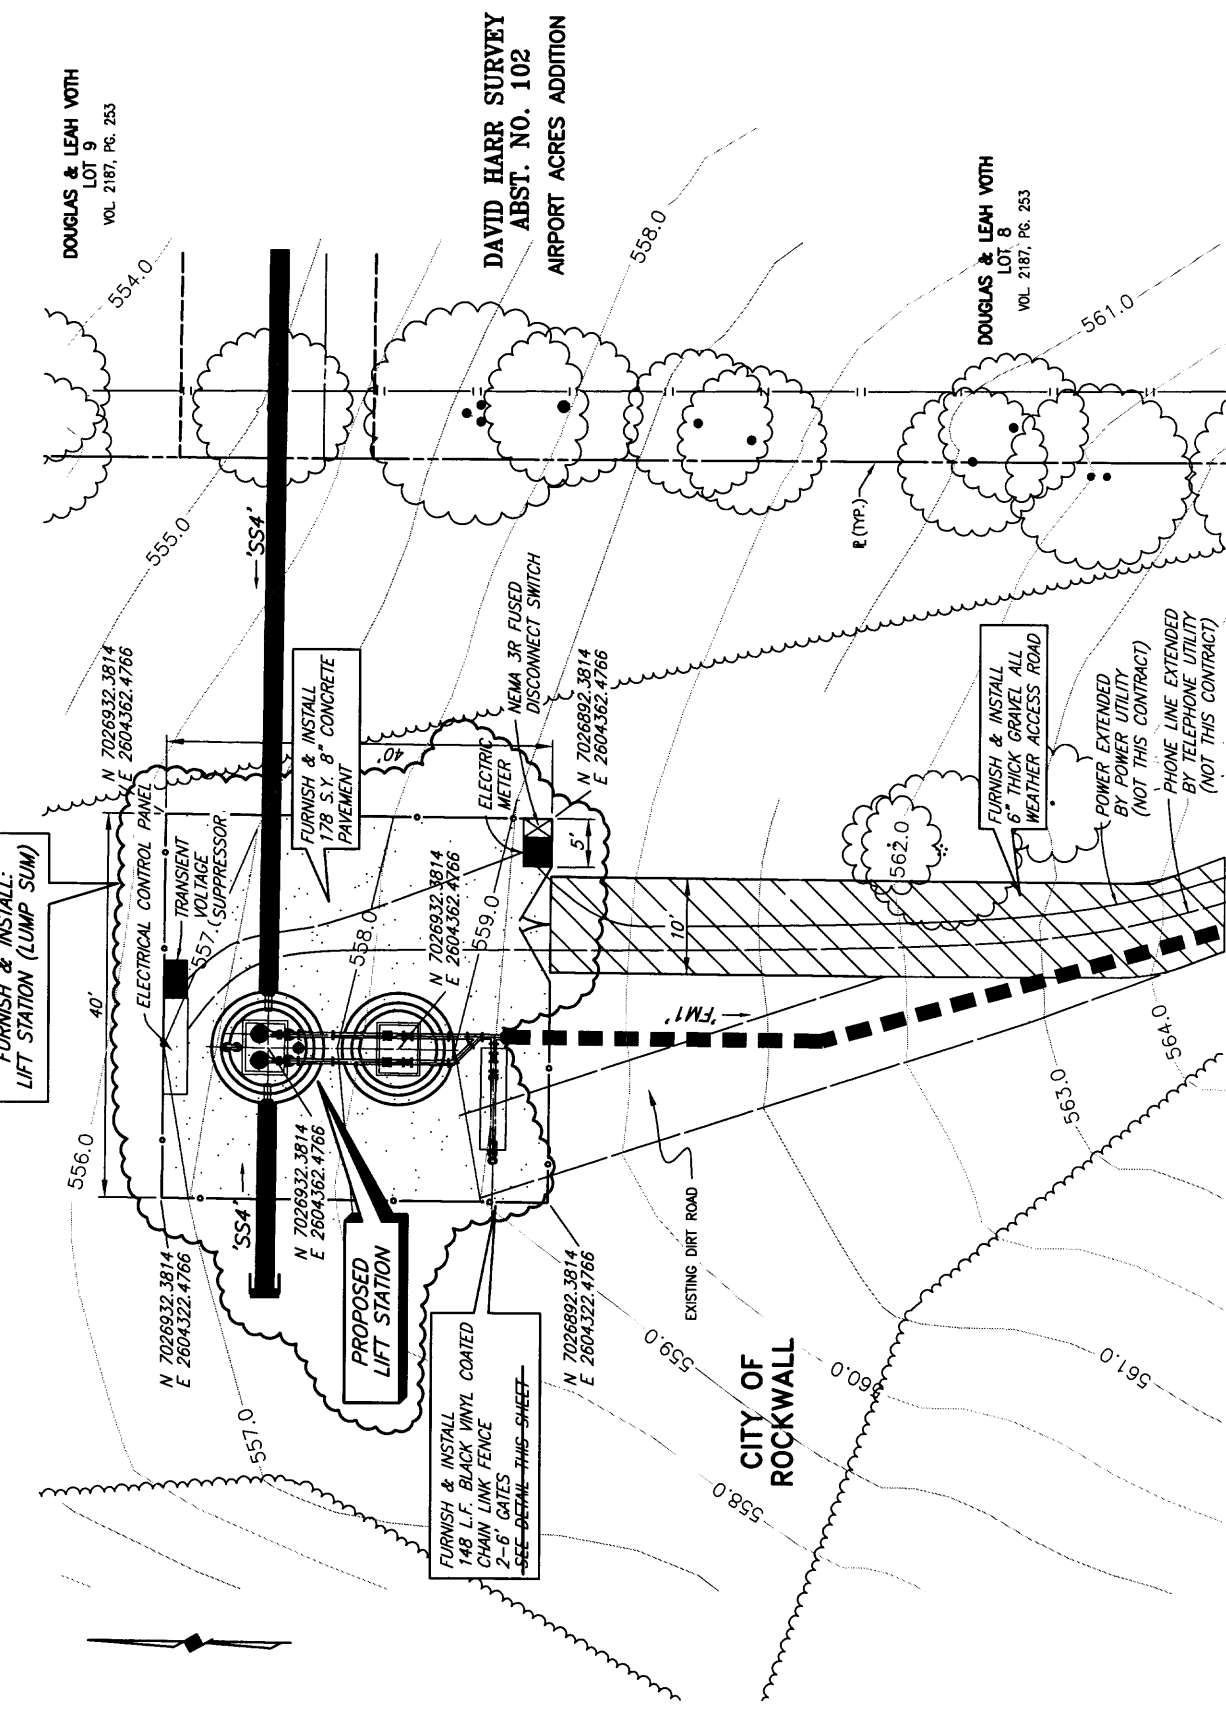 FURNISH & INSTALL:
LIFT STATION (LUMP SUM)
DOUGLAS & LEAH VOTH
LOT 9
VOL. 2187, PG. 253
DAVID HARR SURVEY
ABST. NO. 102
AIRPORT ACRES ADDITION
DOUGLAS & LEAH VOTH
LOT 8
VOL. 2187, PG. 253
554.0
555.0
558.0
561.0
'SS4'
℄ (TYP.)
N 7026932.3814
E 2604362.4766
40'
40'
ELECTRICAL CONTROL PANEL
TRANSIENT
VOLTAGE
SUPPRESSOR
557.0
FURNISH & INSTALL
178 S.Y. 8" CONCRETE
PAVEMENT
ELECTRIC
METER
NEMA 3R FUSED
DISCONNECT SWITCH
N 7026892.3814
E 2604362.4766
5'
558.0
559.0
N 7026932.3814
E 2604362.4766
FURNISH & INSTALL
6" THICK GRAVEL ALL
WEATHER ACCESS ROAD
POWER EXTENDED
BY POWER UTILITY
(NOT THIS CONTRACT)
PHONE LINE EXTENDED
BY TELEPHONE UTILITY
(NOT THIS CONTRACT)
562.0
10'
'FM1'
564.0
563.0
556.0
'SS4'
N 7026932.3814
E 2604362.4766
N 7026932.3814
E 2604322.4766
PROPOSED
LIFT STATION
557.0
FURNISH & INSTALL
148 L.F. BLACK VINYL COATED
CHAIN LINK FENCE
2-6' GATES
SEE DETAIL THIS SHEET
N 7026892.3814
E 2604322.4766
EXISTING DIRT ROAD
559.0
560.0
561.0
558.0
CITY OF
ROCKWALL